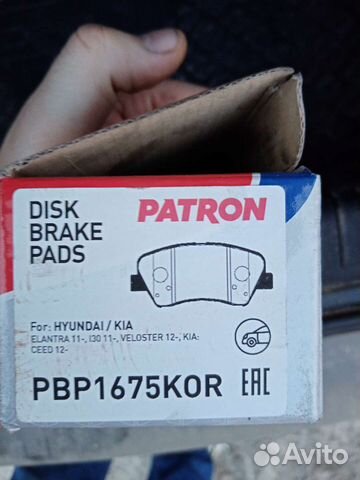 DISK
BRAKE
PADS
PATRON
For: HYUNDAI / KIA
ELANTRA 11-, I30 11-, VELOSTER 12-, KIA:
CEED 12-
PBP1675KOR
EAC
Avito